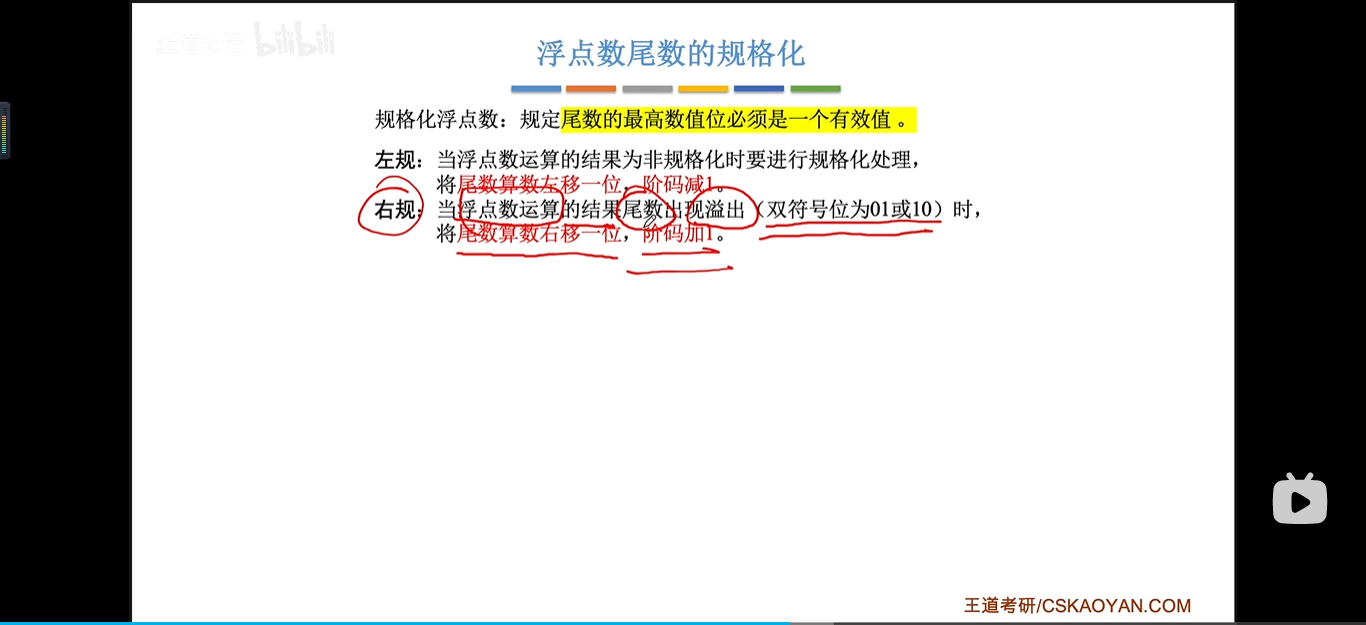 bilibili
浮点数尾数的规格化
规格化浮点数：规定尾数的最高数值位必须是一个有效值 。
左规：当浮点数运算的结果为非规格化时要进行规格化处理，
将尾数算数左移一位，阶码减1。
右规：当浮点数运算的结果尾数出现溢出（双符号位为01或10）时，
将尾数算数右移一位，阶码加1。
王道考研/CSKAOYAN.COM